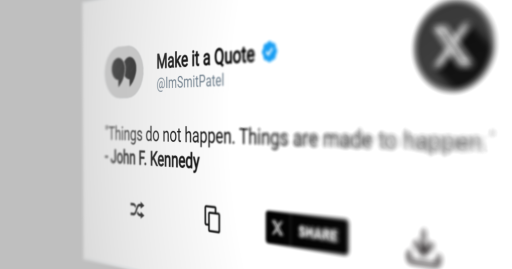 Make it a Quote
@ImSmitPatel
"Things do not happen. Things are made to happen."
- John F. Kennedy
X SHARE